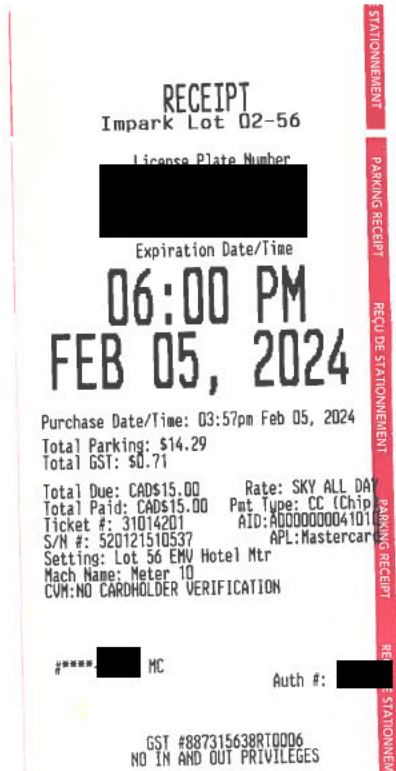 RECEIPT
Impark Lot 02-56
License Plate Number
Expiration Date/Time
06:00 PM
FEB 05, 2024
Purchase Date/Time: 03:57pm Feb 05, 2024
Total Parking: $14.29
Total GST: $0.71
Total Due: CAD$15.00 Rate: SKY ALL DAY
Total Paid: CAD$15.00 Pmt Type: CC (Chip)
Ticket #: 31014201 AID:A0000000041010
S/N #: 520121510537 APL:Mastercard
Setting: Lot 56 EMV Hotel Mtr
Mach Name: Meter 10
CVM:NO CARDHOLDER VERIFICATION
#****- MC
Auth #:
GST #887315638RT0006
NO IN AND OUT PRIVILEGES
E STATIONNEMENT
PARKING RECEIPT
REÇU DE STATIONNEMENT
PARKING RECEIPT
STATIONNEM